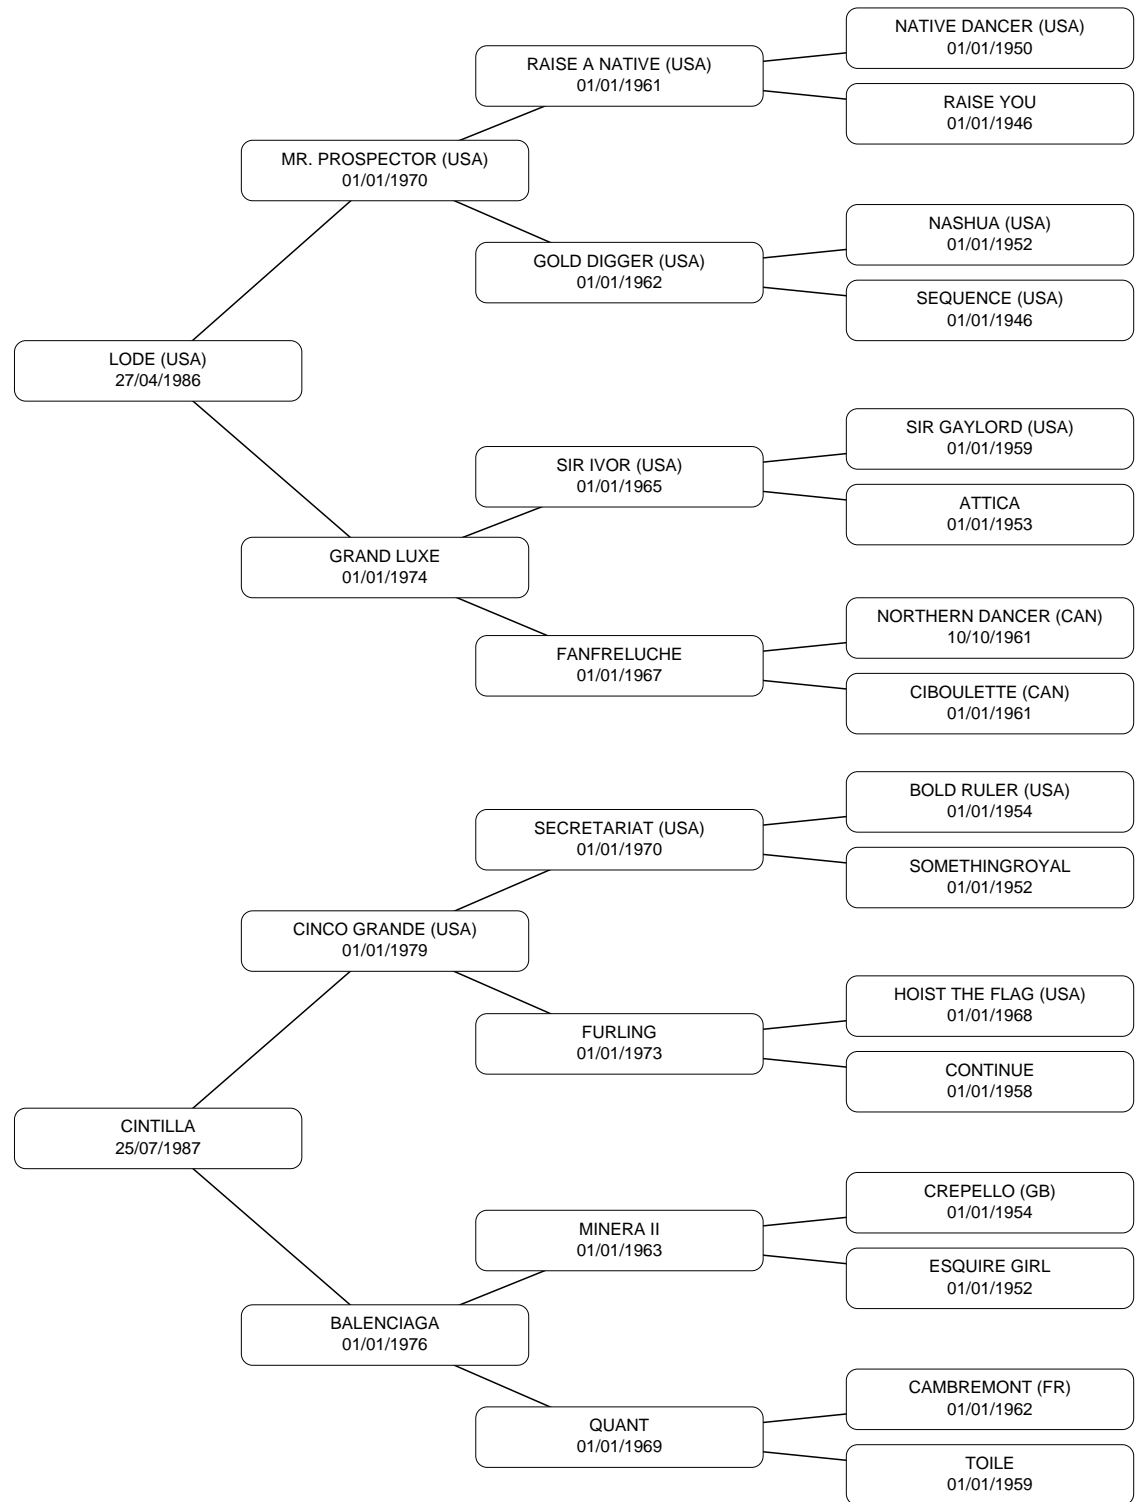 NATIVE DANCER (USA)
01/01/1950
RAISE A NATIVE (USA)
01/01/1961
RAISE YOU
01/01/1946
MR. PROSPECTOR (USA)
01/01/1970
NASHUA (USA)
01/01/1952
GOLD DIGGER (USA)
01/01/1962
SEQUENCE (USA)
01/01/1946
LODE (USA)
27/04/1986
SIR GAYLORD (USA)
01/01/1959
SIR IVOR (USA)
01/01/1965
ATTICA
01/01/1953
GRAND LUXE
01/01/1974
NORTHERN DANCER (CAN)
10/10/1961
FANFRELUCHE
01/01/1967
CIBOULETTE (CAN)
01/01/1961
BOLD RULER (USA)
01/01/1954
SECRETARIAT (USA)
01/01/1970
SOMETHINGROYAL
01/01/1952
CINCO GRANDE (USA)
01/01/1979
HOIST THE FLAG (USA)
01/01/1968
FURLING
01/01/1973
CONTINUE
01/01/1958
CINTILLA
25/07/1987
CREPELLO (GB)
01/01/1954
MINERA II
01/01/1963
ESQUIRE GIRL
01/01/1952
BALENCIAGA
01/01/1976
CAMBREMONT (FR)
01/01/1962
QUANT
01/01/1969
TOILE
01/01/1959